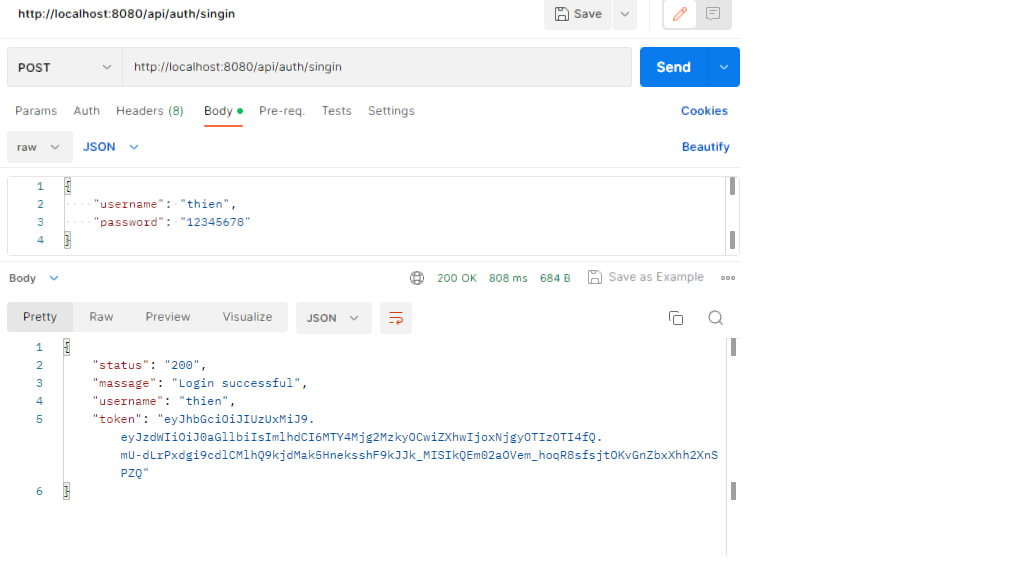 http://localhost:8080/api/auth/singin
Save
POST
http://localhost:8080/api/auth/singin
Send
Params Auth Headers (8) Body Pre-req. Tests Settings Cookies
raw JSON Beautify
1 {
2 "username": "thien",
3 "password": "12345678"
4 }
Body 200 OK 808 ms 684 B Save as Example
Pretty Raw Preview Visualize JSON
1 {
2 "status": "200",
3 "massage": "Login successful",
4 "username": "thien",
5 "token": "eyJhbGciOiJIUzUxMiJ9.
eyJzdWIiOiJ0aGllbiIsImlhdCI6MTY4Mjg2MzkyOCwiZXhwIjoxNjgyOTIzOTI4fQ.
mU-dLrPxdgi9cdlCMlhQ9kjdMak5HneksshF9kJJk_MISIkQEm02aOVem_hoqR8sfsjtOKvGnZbxXhh2XnS
PZQ"
6 }